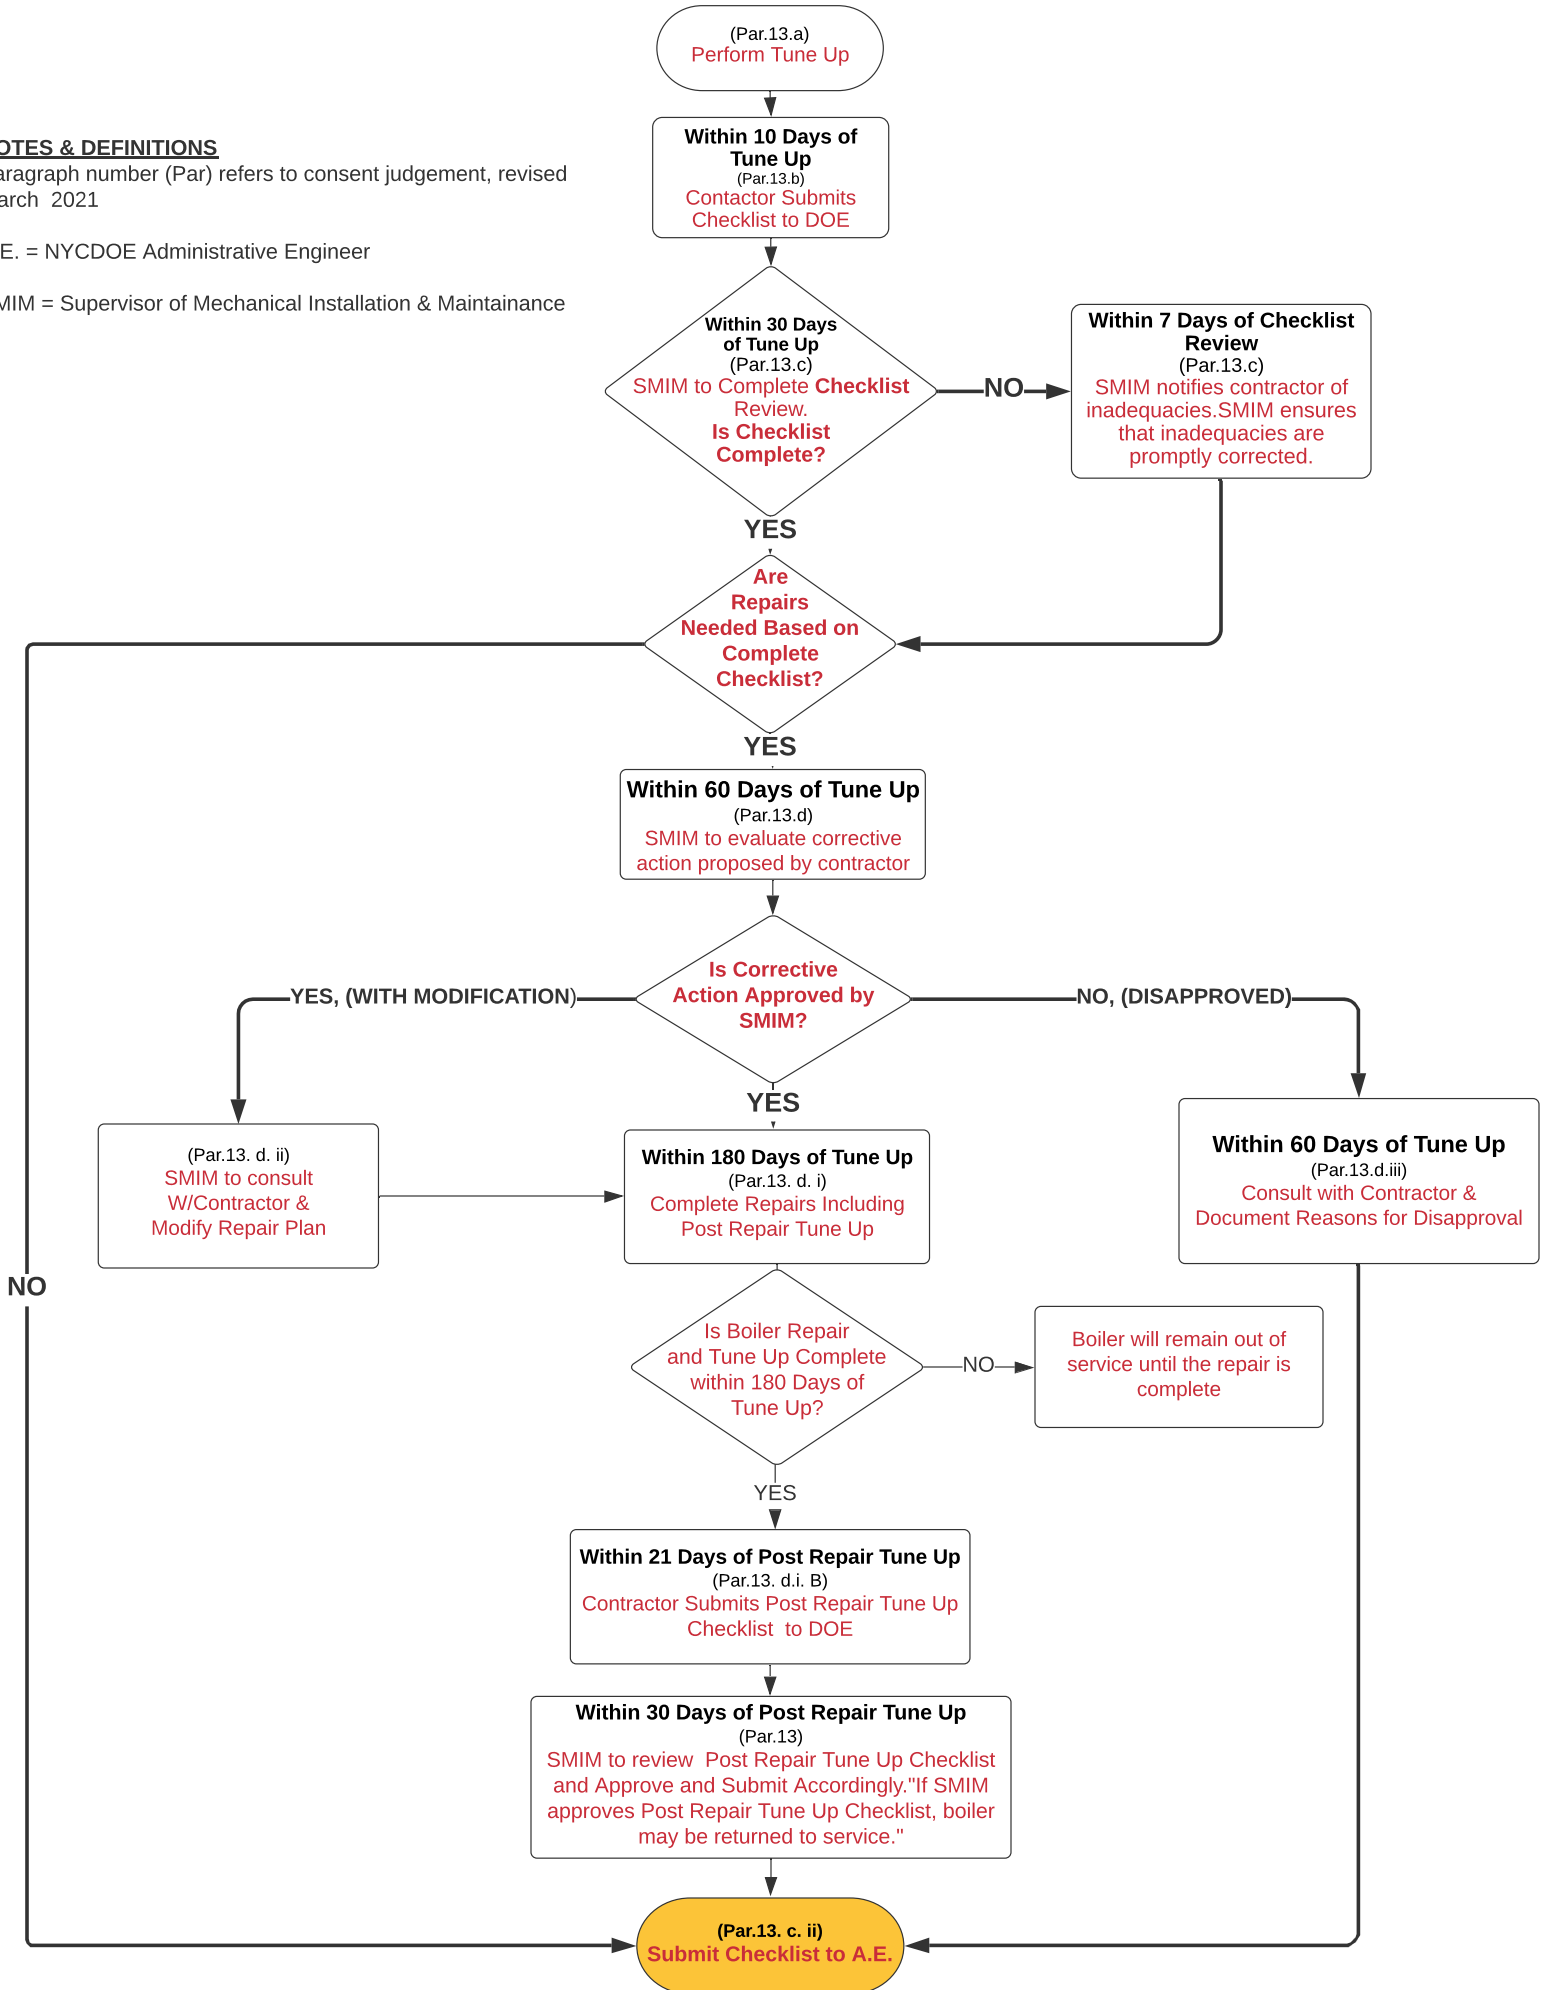 (Par.13.a)
Perform Tune Up
Within 10 Days of
Tune Up
(Par.13.b)
Contactor Submits
Checklist to DOE
OTES & DEFINITIONS
aragraph number (Par) refers to consent judgement, revised
arch 2021
.E. = NYCDOE Administrative Engineer
MIM = Supervisor of Mechanical Installation & Maintainance
Within 30 Days
of Tune Up
(Par.13.c)
SMIM to Complete Checklist
Review.
Is Checklist
Complete?
NO
Within 7 Days of Checklist
Review
(Par.13.c)
SMIM notifies contractor of
inadequacies.SMIM ensures
that inadequacies are
promptly corrected.
YES
Are
Repairs
Needed Based on
Complete
Checklist?
YES
Within 60 Days of Tune Up
(Par.13.d)
SMIM to evaluate corrective
action proposed by contractor
Is Corrective
Action Approved by
SMIM?
YES, (WITH MODIFICATION)
NO, (DISAPPROVED)
YES
(Par.13. d. ii)
SMIM to consult
W/Contractor &
Modify Repair Plan
Within 180 Days of Tune Up
(Par.13. d. i)
Complete Repairs Including
Post Repair Tune Up
Within 60 Days of Tune Up
(Par.13.d.iii)
Consult with Contractor &
Document Reasons for Disapproval
NO
Is Boiler Repair
and Tune Up Complete
within 180 Days of
Tune Up?
NO
Boiler will remain out of
service until the repair is
complete
YES
Within 21 Days of Post Repair Tune Up
(Par.13. d.i. B)
Contractor Submits Post Repair Tune Up
Checklist to DOE
Within 30 Days of Post Repair Tune Up
(Par.13)
SMIM to review Post Repair Tune Up Checklist
and Approve and Submit Accordingly."If SMIM
approves Post Repair Tune Up Checklist, boiler
may be returned to service."
(Par.13. c. ii)
Submit Checklist to A.E.